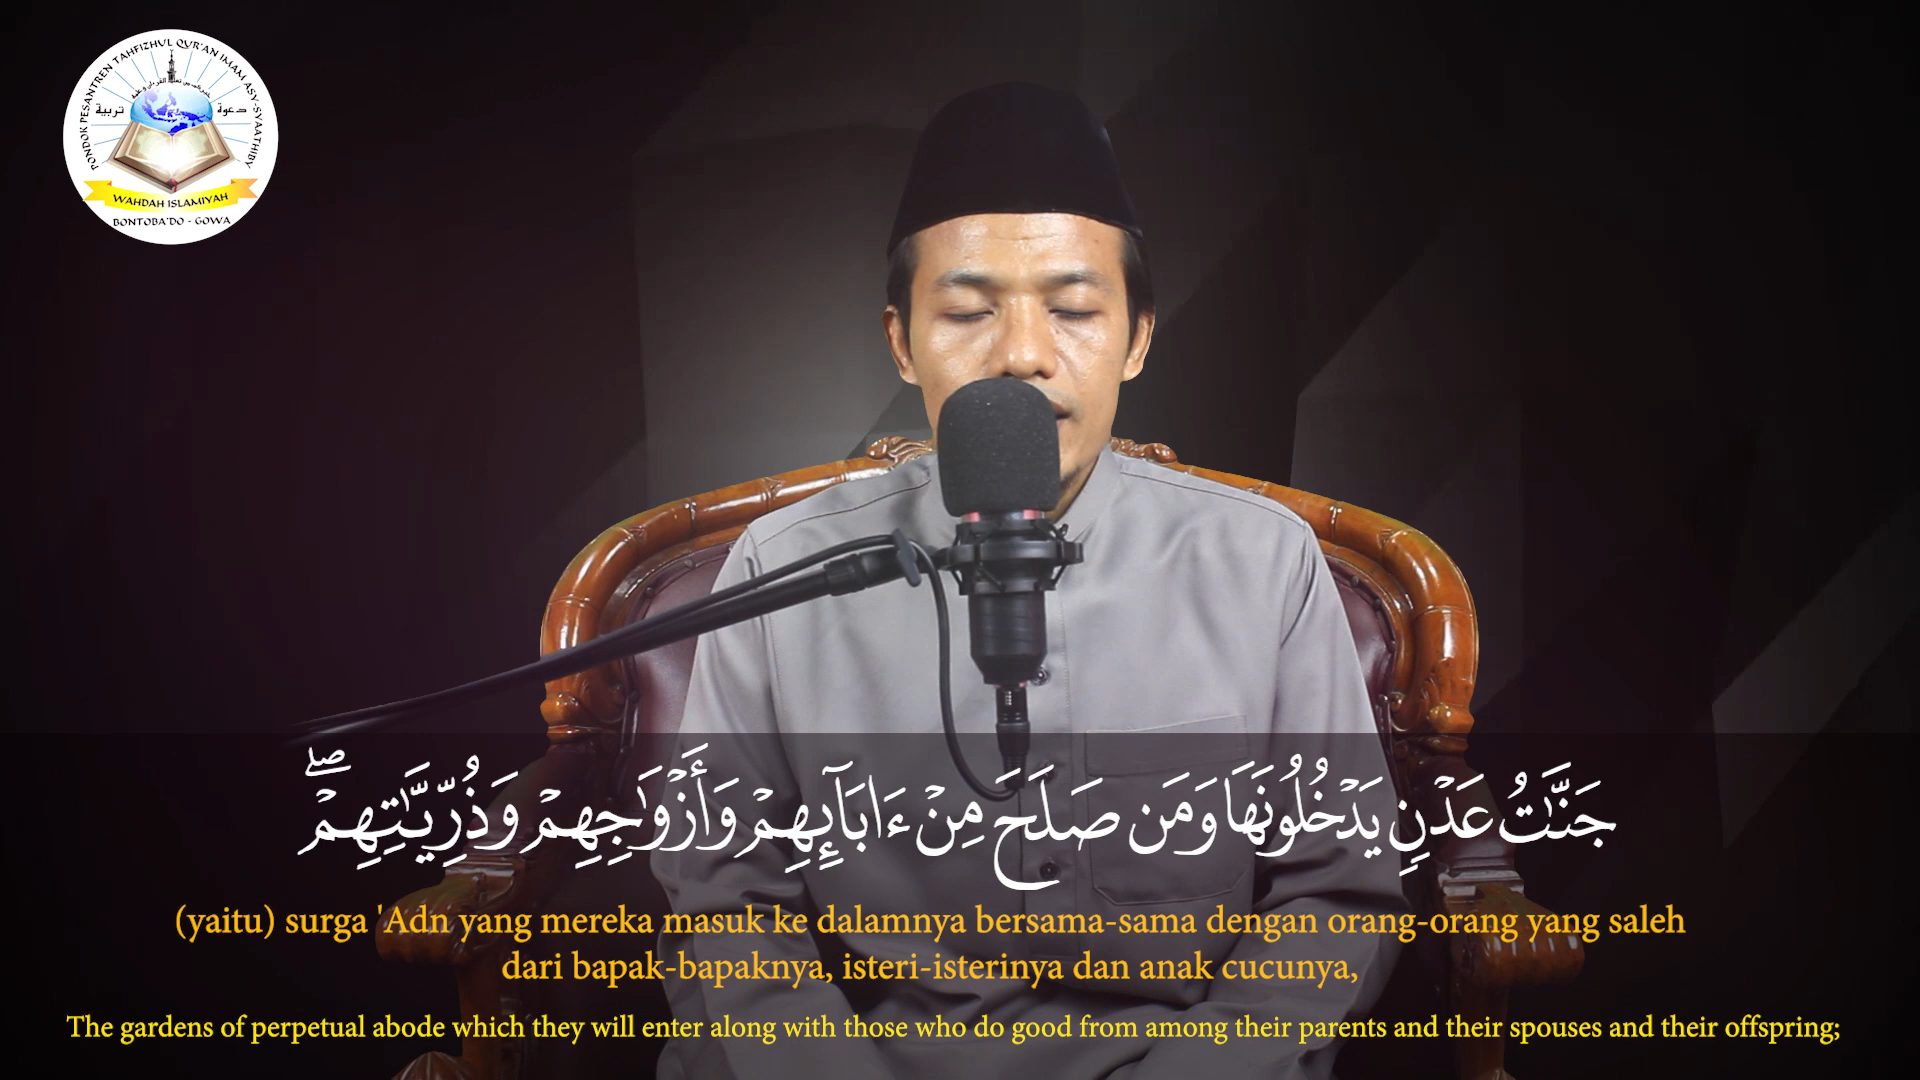 PONDOK PESANTREN TAHFIZHUL QUR'AN IMAM ASY-SYAATHIBY
تربية
دعوة
WAHDAH ISLAMIYAH
BONTOBA'DO - GOWA
جَنَّٰتُ عَدْنٍ يَدْخُلُونَهَا وَمَن صَلَحَ مِنْ ءَابَآئِهِمْ وَأَزْوَٰجِهِمْ وَذُرِّيَّٰتِهِمْ ۖ
(yaitu) surga 'Adn yang mereka masuk ke dalamnya bersama-sama dengan orang-orang yang saleh
dari bapak-bapaknya, isteri-isterinya dan anak cucunya,
The gardens of perpetual abode which they will enter along with those who do good from among their parents and their spouses and their offspring;